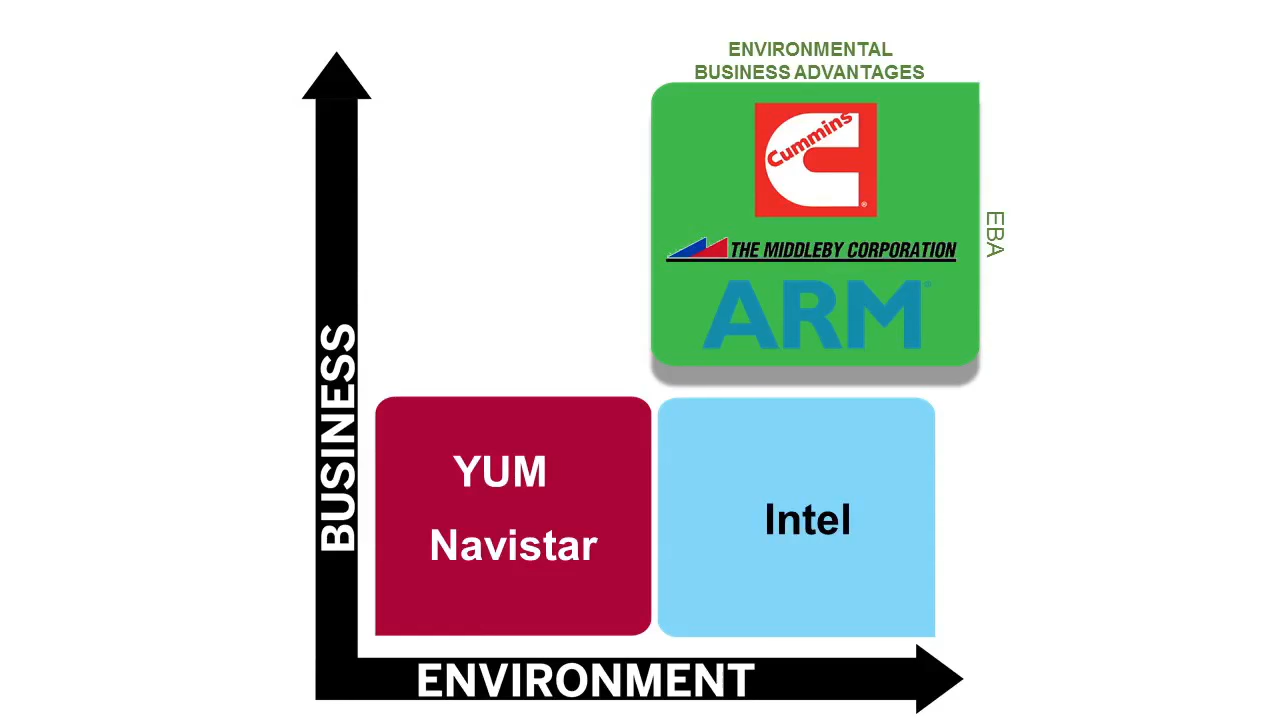 ENVIRONMENTAL
BUSINESS ADVANTAGES
Cummins
®
THE MIDDLEBY CORPORATION
ARM®
EBA
BUSINESS
YUM
Navistar
Intel
ENVIRONMENT